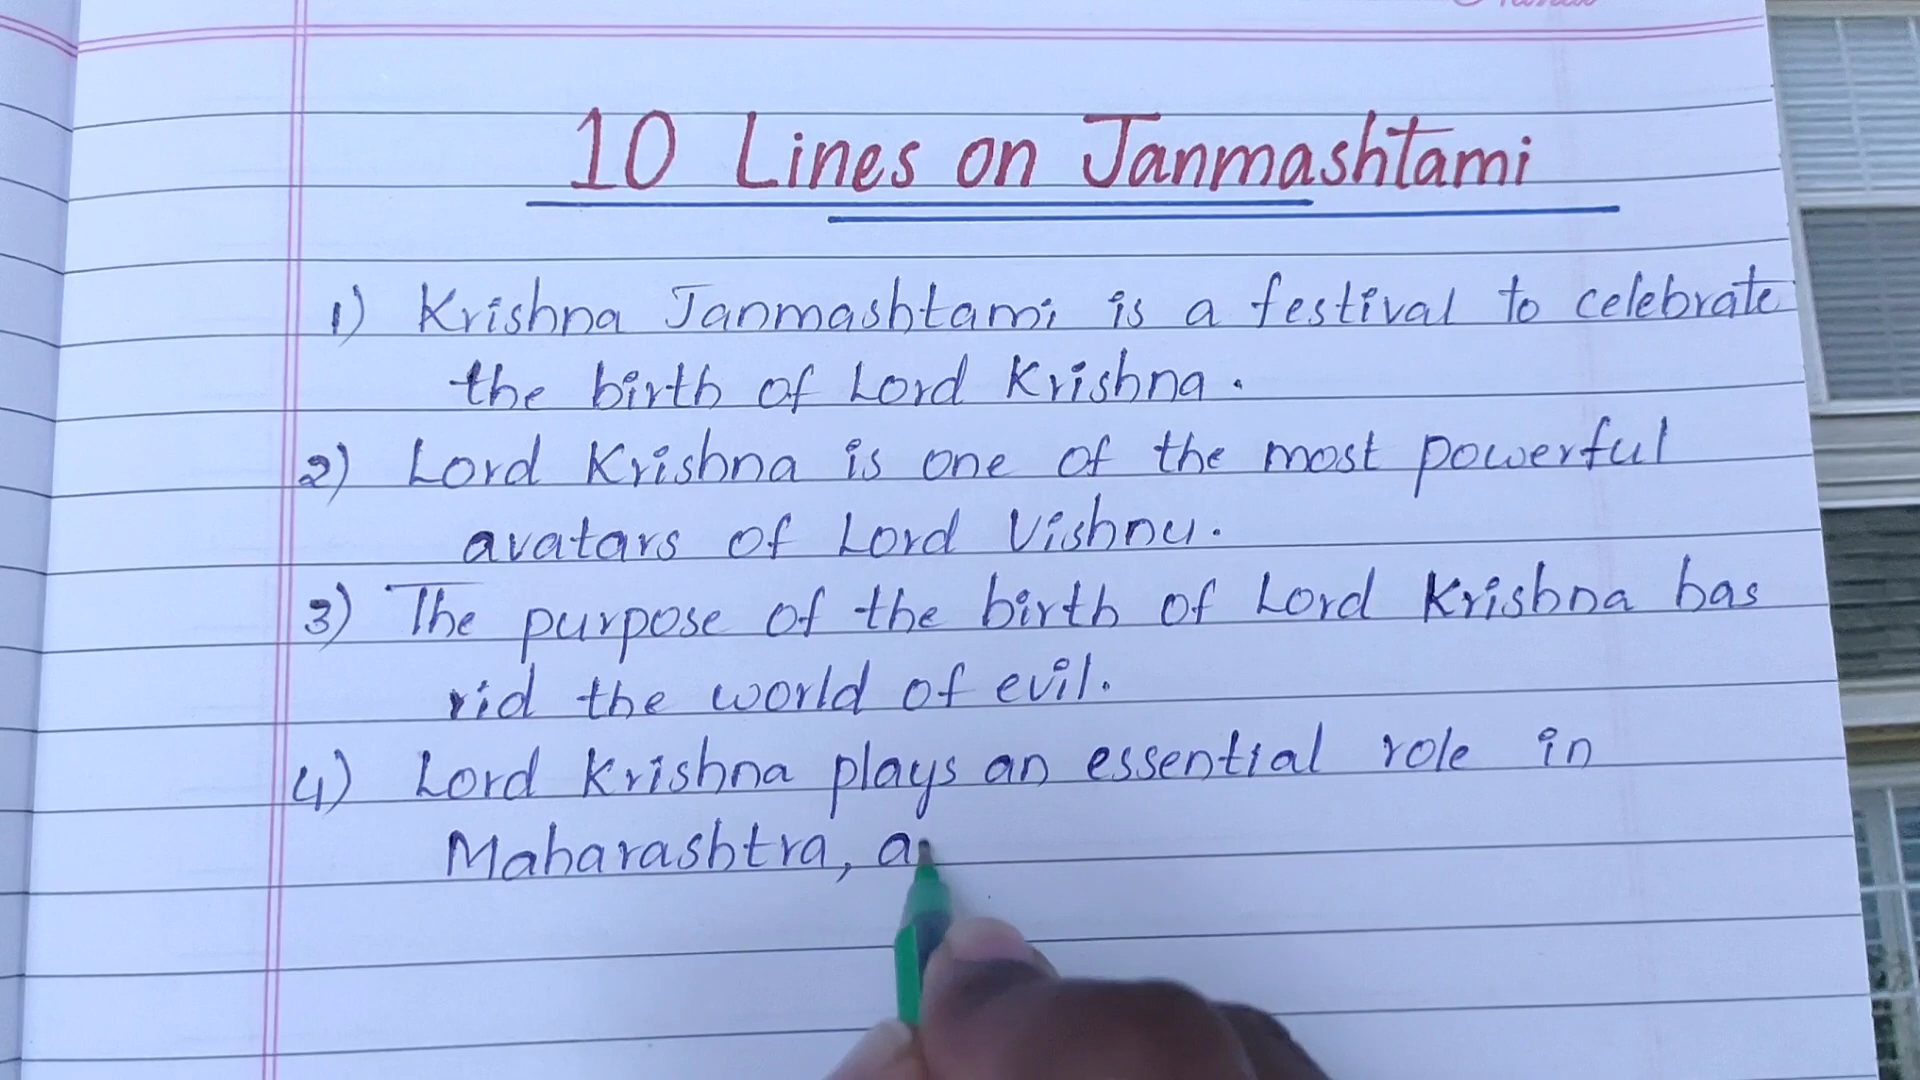 10 Lines on Janmashtami
1) Krishna Janmashtami is a festival to celebrate
the birth of Lord Krishna.
2) Lord Krishna is one of the most powerful
avatars of Lord Vishnu.
3) The purpose of the birth of Lord Krishna has
rid the world of evil.
4) Lord Krishna plays an essential role in
Maharashtra, a